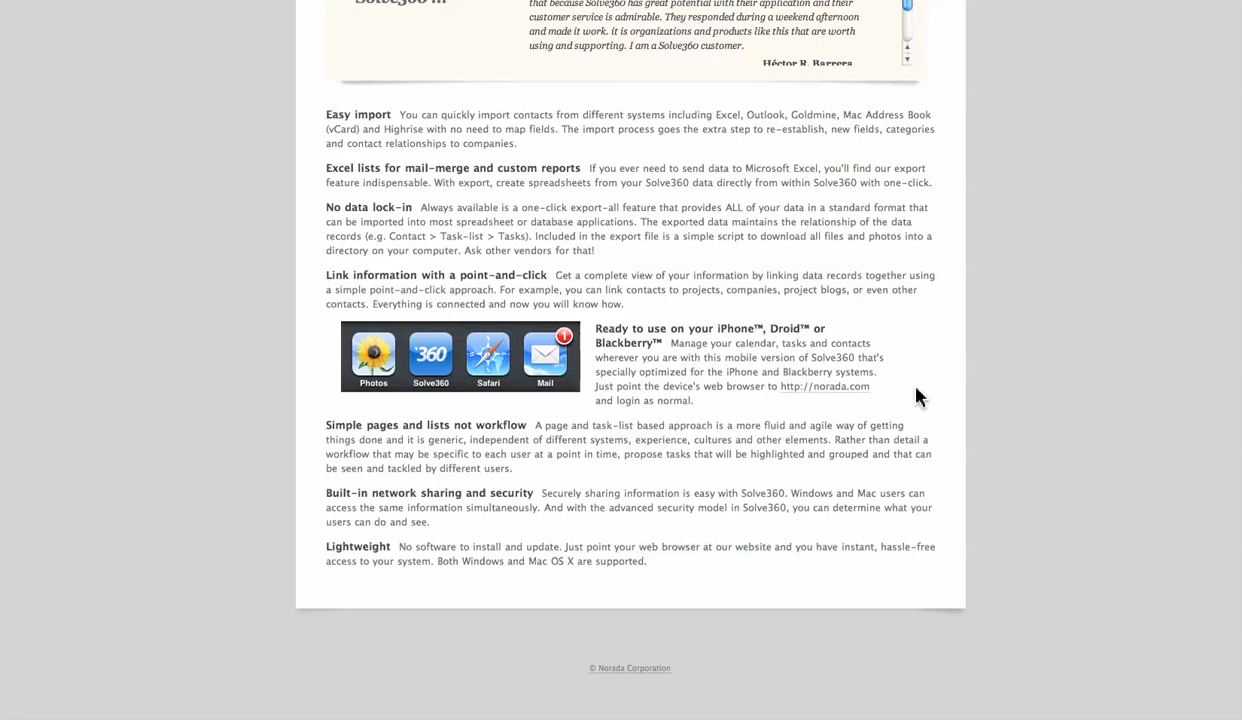 Solve360 ...
that because Solve360 has great potential with their application and their
customer service is admirable. They responded during a weekend afternoon
and made it work. it is organizations and products like this that are worth
using and supporting. I am a Solve360 customer.
Héctor R. Barrera
Easy import You can quickly import contacts from different systems including Excel, Outlook, Goldmine, Mac Address Book
(vCard) and Highrise with no need to map fields. The import process goes the extra step to re-establish, new fields, categories
and contact relationships to companies.
Excel lists for mail-merge and custom reports If you ever need to send data to Microsoft Excel, you'll find our export
feature indispensable. With export, create spreadsheets from your Solve360 data directly from within Solve360 with one-click.
No data lock-in Always available is a one-click export-all feature that provides ALL of your data in a standard format that
can be imported into most spreadsheet or database applications. The exported data maintains the relationship of the data
records (e.g. Contact > Task-list > Tasks). Included in the export file is a simple script to download all files and photos into a
directory on your computer. Ask other vendors for that!
Link information with a point-and-click Get a complete view of your information by linking data records together using
a simple point-and-click approach. For example, you can link contacts to projects, companies, project blogs, or even other
contacts. Everything is connected and now you will know how.
1
360
Photos Solve360 Safari Mail
Ready to use on your iPhone™, Droid™ or
Blackberry™ Manage your calendar, tasks and contacts
wherever you are with this mobile version of Solve360 that's
specially optimized for the iPhone and Blackberry systems.
Just point the device's web browser to http://norada.com
and login as normal.
Simple pages and lists not workflow A page and task-list based approach is a more fluid and agile way of getting
things done and it is generic, independent of different systems, experience, cultures and other elements. Rather than detail a
workflow that may be specific to each user at a point in time, propose tasks that will be highlighted and grouped and that can
be seen and tackled by different users.
Built-in network sharing and security Securely sharing information is easy with Solve360. Windows and Mac users can
access the same information simultaneously. And with the advanced security model in Solve360, you can determine what your
users can do and see.
Lightweight No software to install and update. Just point your web browser at our website and you have instant, hassle-free
access to your system. Both Windows and Mac OS X are supported.
© Norada Corporation